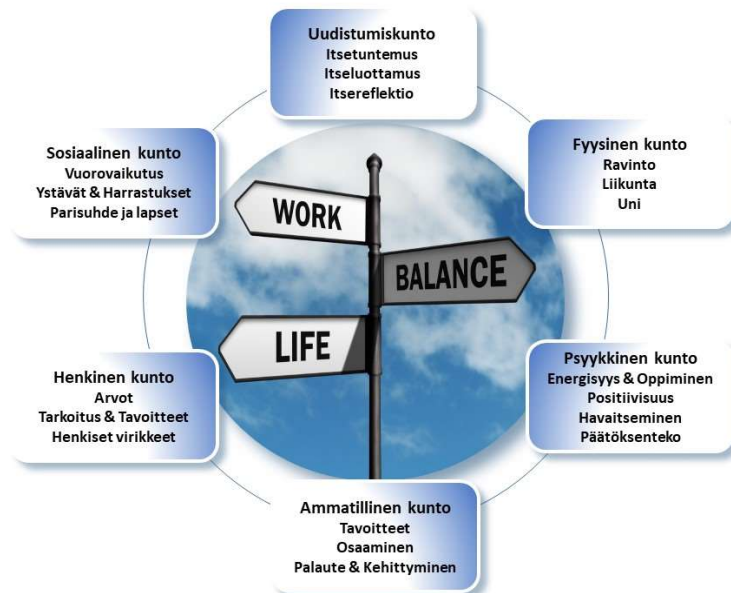 Uudistumiskunto
Itsetuntemus
Itseluottamus
Itsereflektio
Fyysinen kunto
Ravinto
Liikunta
Uni
Psyykkinen kunto
Energisyys & Oppiminen
Positiivisuus
Havaitseminen
Päätöksenteko
Ammatillinen kunto
Tavoitteet
Osaaminen
Palaute & Kehittyminen
Henkinen kunto
Arvot
Tarkoitus & Tavoitteet
Henkiset virikkeet
Sosiaalinen kunto
Vuorovaikutus
Ystävät & Harrastukset
Parisuhde ja lapset
WORK
BALANCE
LIFE